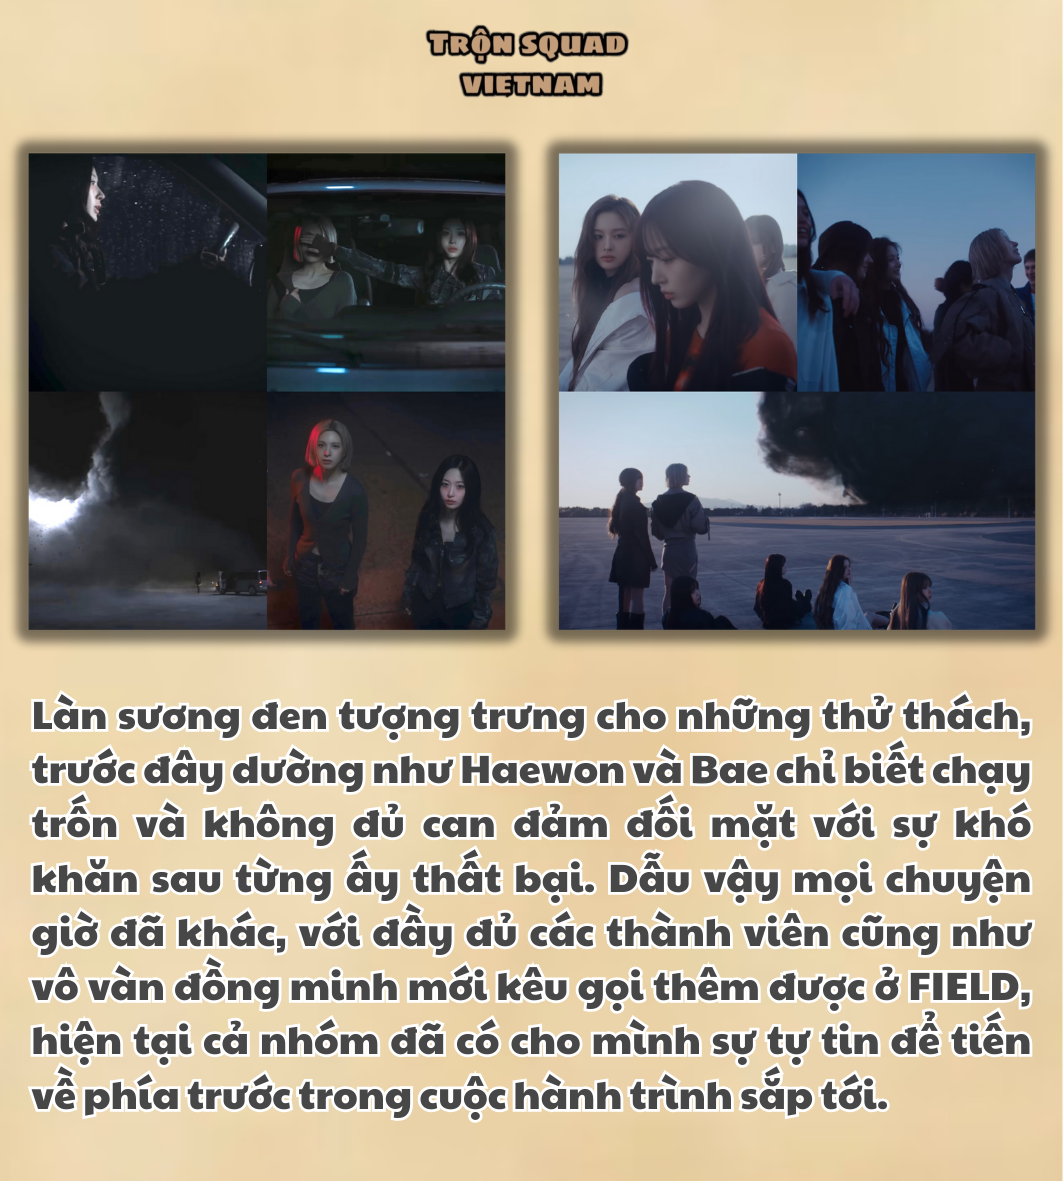 TRỘN SQUAD
VIETNAM
Làn sương đen tượng trưng cho những thử thách,
trước đây dường như Haewon và Bae chỉ biết chạy
trốn và không đủ can đảm đối mặt với sự khó
khăn sau từng ấy thất bại. Dẫu vậy mọi chuyện
giờ đã khác, với đầy đủ các thành viên cũng như
vô vàn đồng minh mới kêu gọi thêm được ở FIELD,
hiện tại cả nhóm đã có cho mình sự tự tin để tiến
về phía trước trong cuộc hành trình sắp tới.